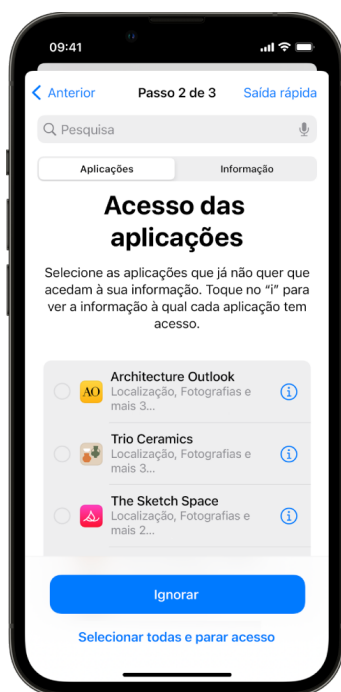 09:41
Anterior Passo 2 de 3 Saída rápida
Pesquisa
Aplicações Informação
Acesso das
aplicações
Selecione as aplicações que já não quer que
acedam à sua informação. Toque no “i” para
ver a informação à qual cada aplicação tem
acesso.
Architecture Outlook
AO Localização, Fotografias e
mais 3...
Trio Ceramics
Localização, Fotografias e
mais 3...
The Sketch Space
Localização, Fotografias e
mais 2...
Ignorar
Selecionar todas e parar acesso